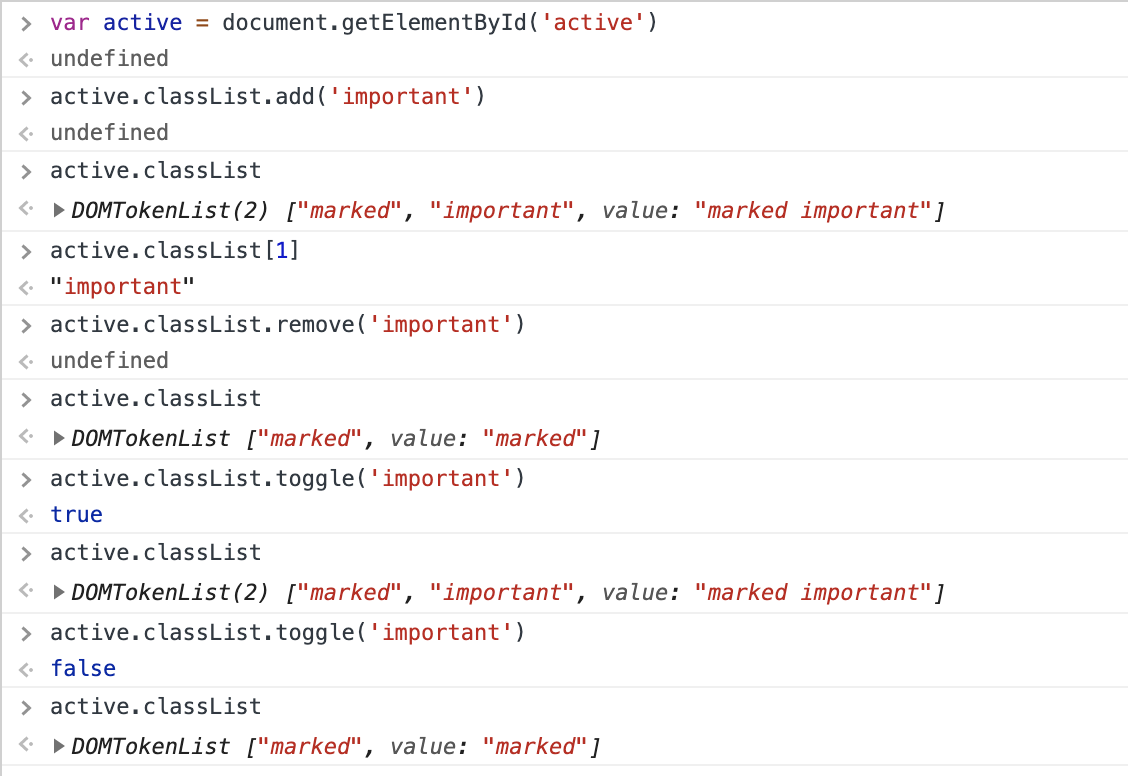 > var active = document.getElementById('active')
<· undefined
> active.classList.add('important')
<· undefined
> active.classList
<· ▶DOMTokenList(2) ["marked", "important", value: "marked important"]
> active.classList[1]
<· "important"
> active.classList.remove('important')
<· undefined
> active.classList
<· ▶DOMTokenList ["marked", value: "marked"]
> active.classList.toggle('important')
<· true
> active.classList
<· ▶DOMTokenList(2) ["marked", "important", value: "marked important"]
> active.classList.toggle('important')
<· false
> active.classList
<· ▶DOMTokenList ["marked", value: "marked"]